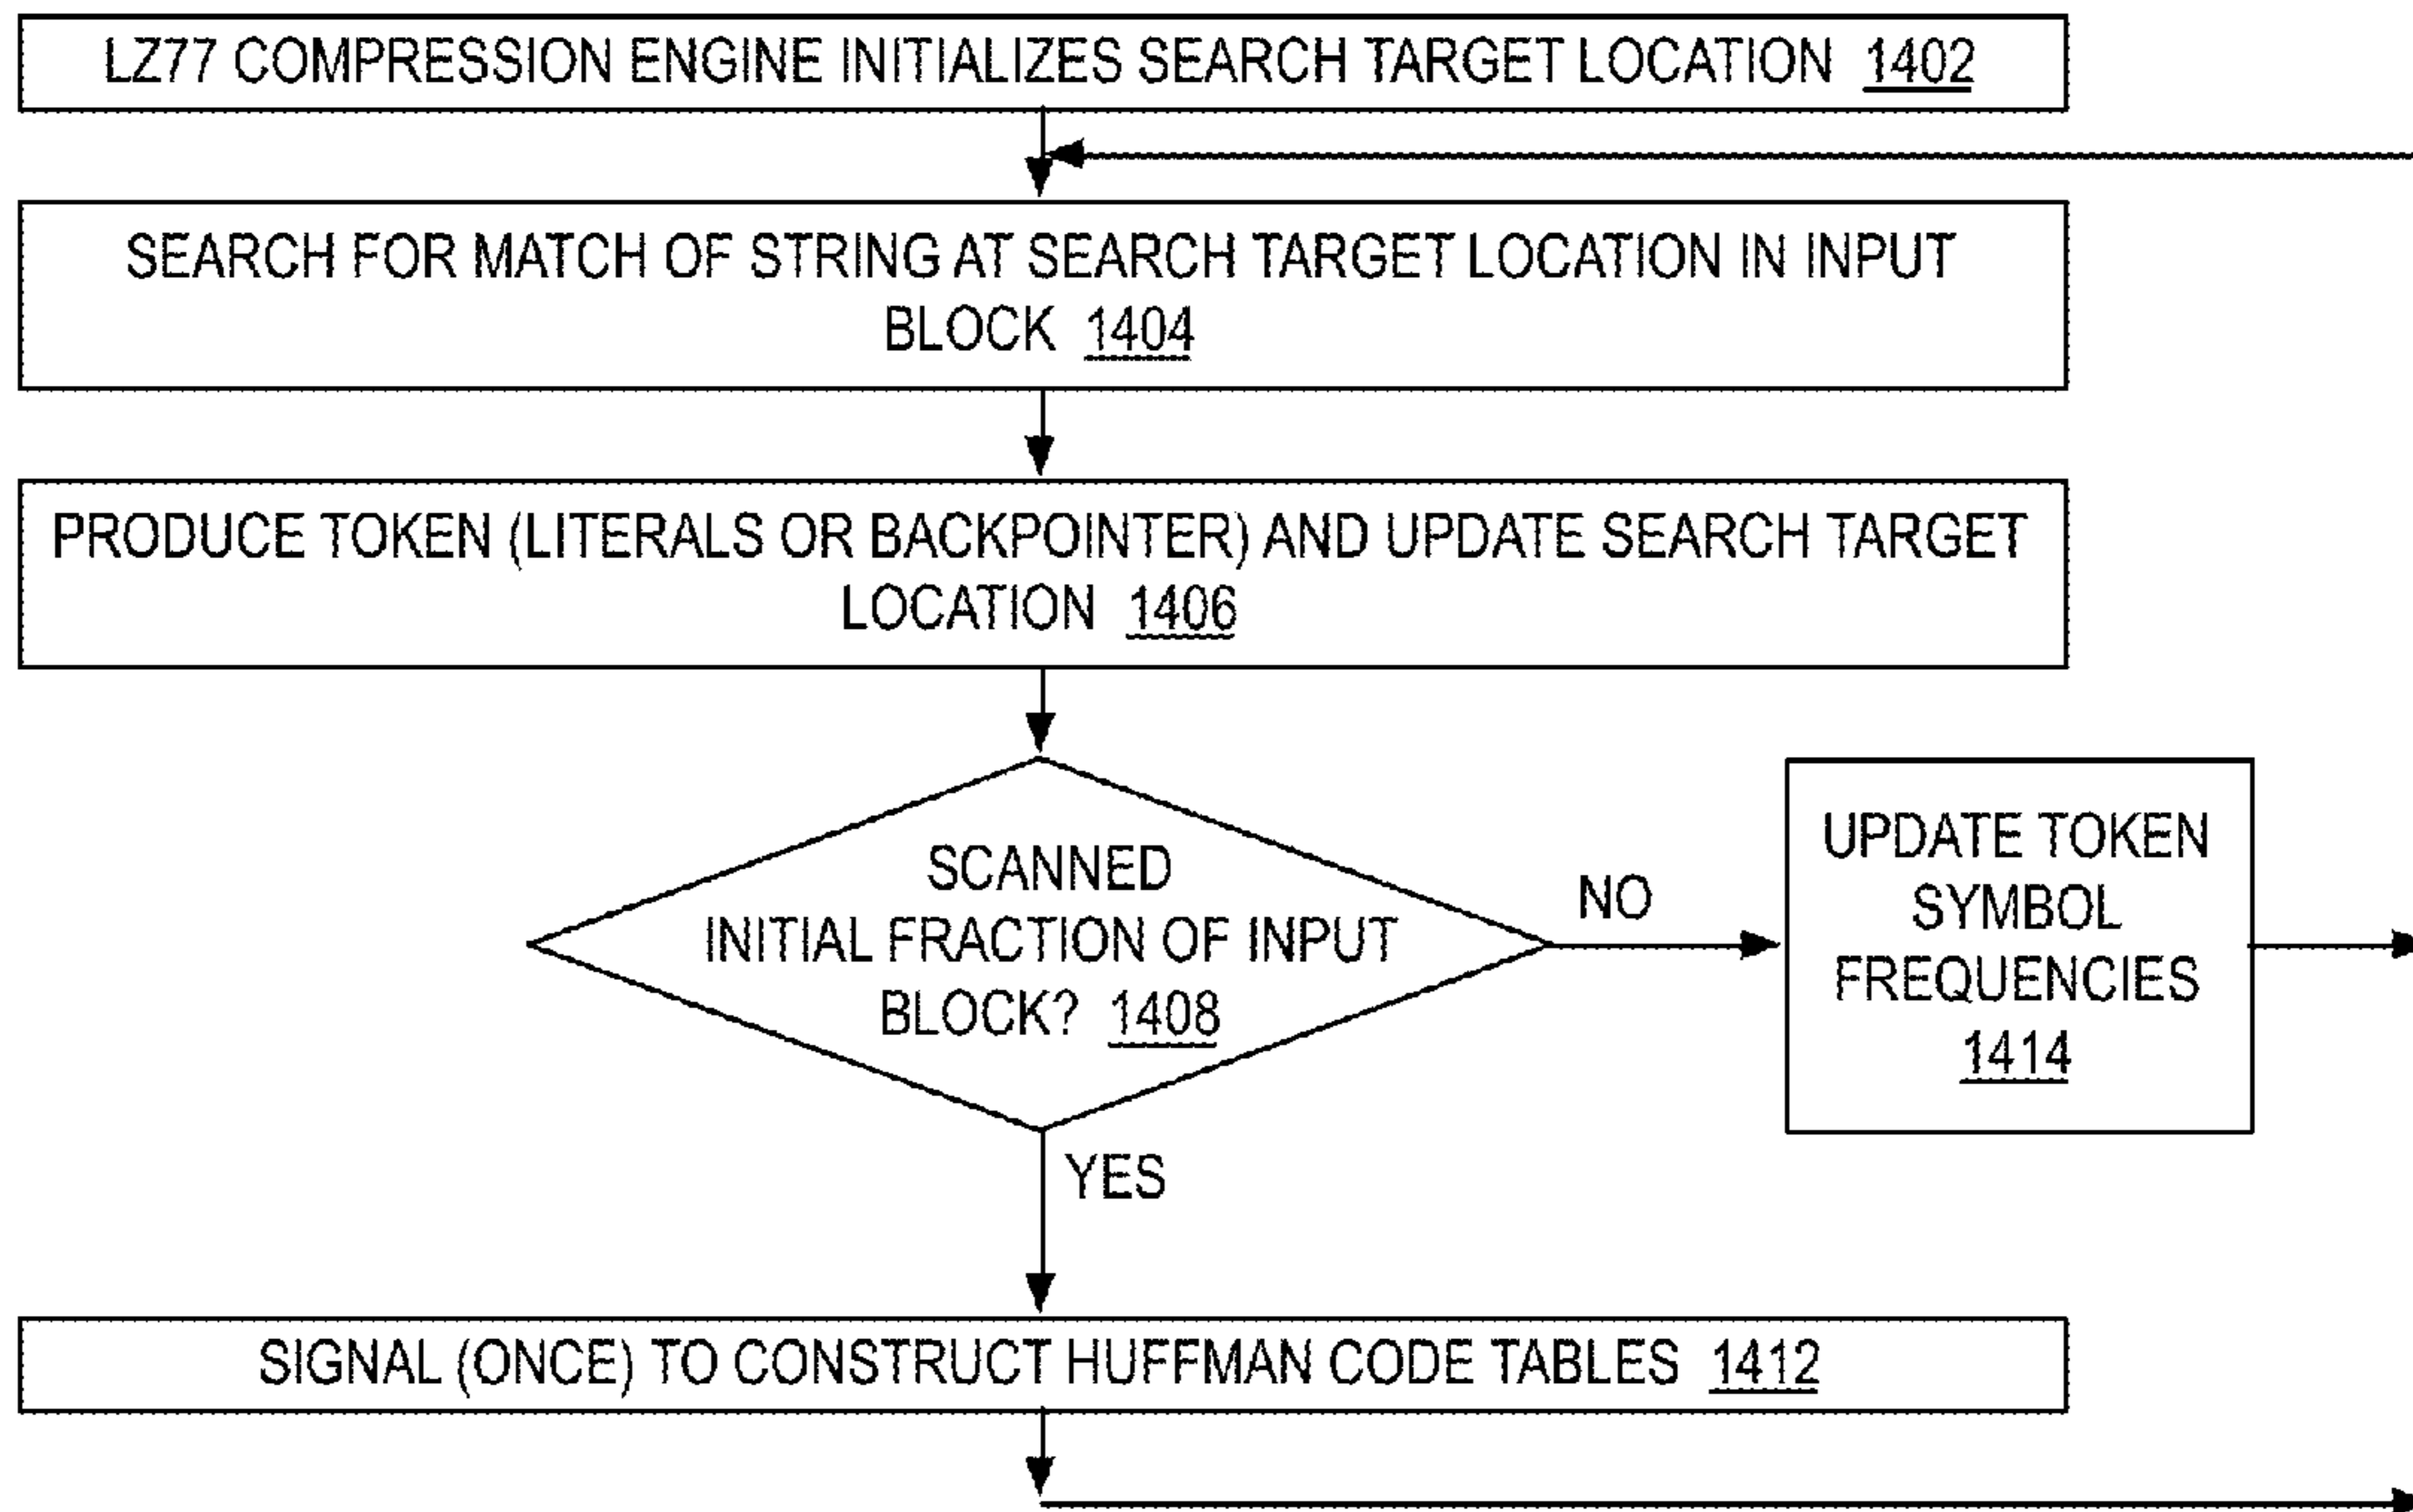 LZ77 COMPRESSION ENGINE INITIALIZES SEARCH TARGET LOCATION 1402
SEARCH FOR MATCH OF STRING AT SEARCH TARGET LOCATION IN INPUT
BLOCK 1404
PRODUCE TOKEN (LITERALS OR BACKPOINTER) AND UPDATE SEARCH TARGET
LOCATION 1406
SCANNED
INITIAL FRACTION OF INPUT
BLOCK? 1408
NO
UPDATE TOKEN
SYMBOL
FREQUENCIES
1414
YES
SIGNAL (ONCE) TO CONSTRUCT HUFFMAN CODE TABLES 1412